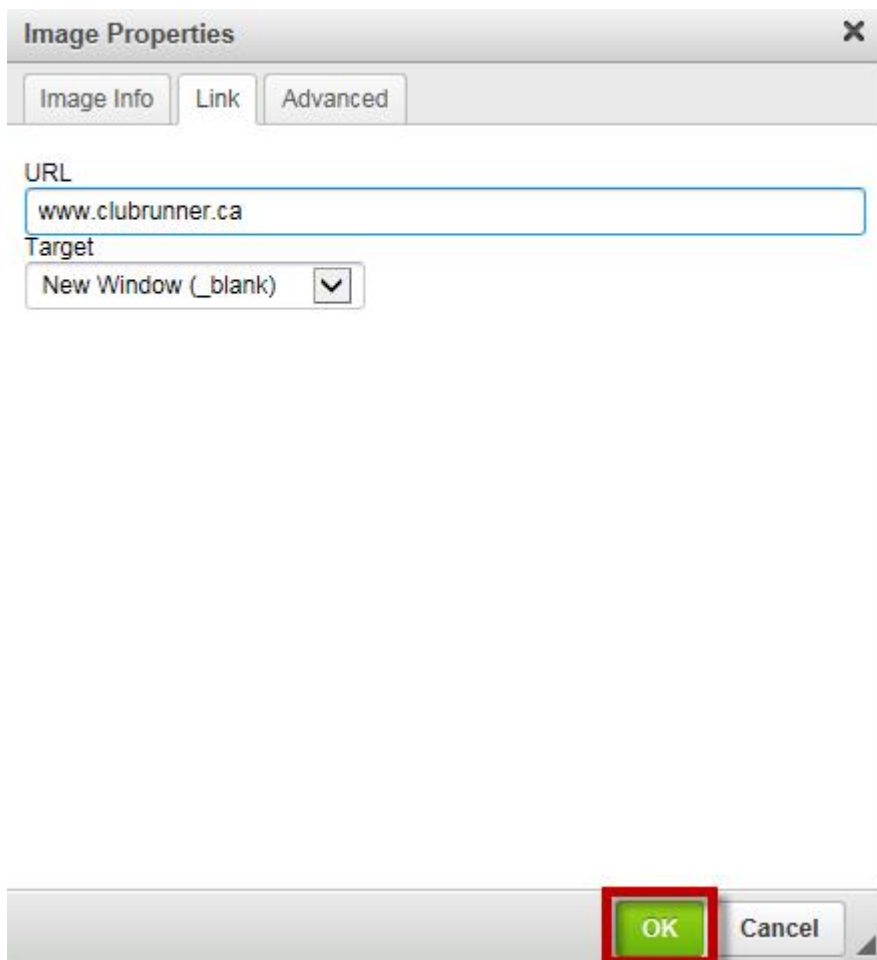 Image Properties
Image Info Link Advanced
URL
www.clubrunner.ca
Target
New Window (_blank)
OK Cancel